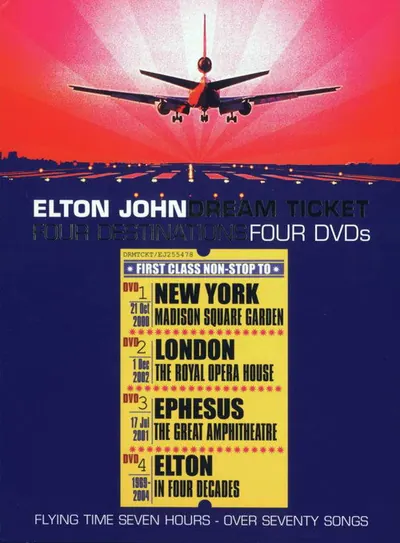 ELTON JOHN DREAM TICKET
FOUR DESTINATIONS FOUR DVDs
DRMTCKT/EJ255478
FIRST CLASS NON-STOP TO
DVD 1
21 Oct
2000
NEW YORK
MADISON SQUARE GARDEN
DVD 2
1 Dec
2002
LONDON
THE ROYAL OPERA HOUSE
DVD 3
17 Jul
2001
EPHESUS
THE GREAT AMPHITHEATRE
DVD 4
1969-
2004
ELTON
IN FOUR DECADES
FLYING TIME SEVEN HOURS - OVER SEVENTY SONGS